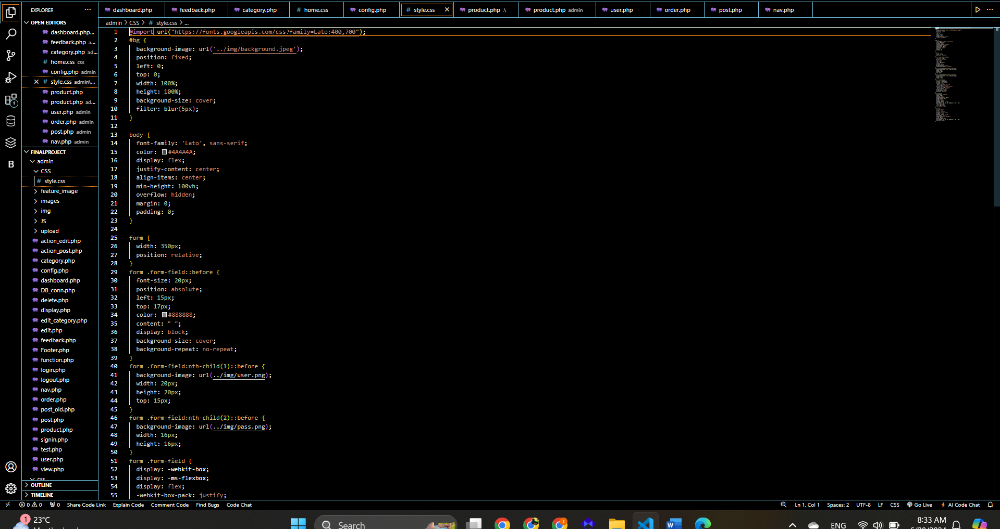 EXPLORER ···
OPEN EDITORS
dashboard.php...
feedback.php a...
category.php ad...
home.css css
config.php admin
style.css admin\...
product.php
product.php ad...
user.php admin
order.php admin
post.php admin
nav.php admin
FINALPROJECT
admin
CSS
# style.css
feature_image
images
img
JS
upload
action_edit.php
action_post.php
category.php
config.php
dashboard.php
DB_conn.php
delete.php
display.php
edit_category.php
edit.php
feedback.php
Footer.php
function.php
login.php
logout.php
nav.php
order.php
post_old.php
post.php
product.php
signin.php
test.php
user.php
view.php
css
OUTLINE
TIMELINE
B
1
dashboard.php feedback.php category.php # home.css config.php # style.css product.php .\ product.php admin user.php order.php post.php nav.php ···
admin > CSS > # style.css > ...
1 @import url("https://fonts.googleapis.com/css?family=Lato:400,700");
2 #bg {
3 background-image: url('../img/background.jpeg');
4 position: fixed;
5 left: 0;
6 top: 0;
7 width: 100%;
8 height: 100%;
9 background-size: cover;
10 filter: blur(5px);
11 }
12
13 body {
14 font-family: 'Lato', sans-serif;
15 color: #4A4A4A;
16 display: flex;
17 justify-content: center;
18 align-items: center;
19 min-height: 100vh;
20 overflow: hidden;
21 margin: 0;
22 padding: 0;
23 }
24
25 form {
26 width: 350px;
27 position: relative;
28 }
29 form .form-field::before {
30 font-size: 20px;
31 position: absolute;
32 left: 15px;
33 top: 17px;
34 color: #888888;
35 content: " ";
36 display: block;
37 background-size: cover;
38 background-repeat: no-repeat;
39 }
40 form .form-field:nth-child(1)::before {
41 background-image: url(../img/user.png);
42 width: 20px;
43 height: 20px;
44 top: 15px;
45 }
46 form .form-field:nth-child(2)::before {
47 background-image: url(../img/pass.png);
48 width: 16px;
49 height: 16px;
50 }
51 form .form-field {
52 display: -webkit-box;
53 display: -ms-flexbox;
54 display: flex;
55 -webkit-box-pack: justify;
0 0 0 Share Code Link Explain Code Comment Code Find Bugs Code Chat Ln 1, Col 1 Spaces: 2 UTF-8 LF CSS Go Live AI Code Chat
1 23°C Search ENG 8:33 AM